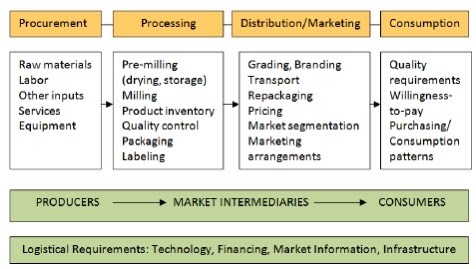 Procurement
Processing
Distribution/Marketing
Consumption
Raw materials
Labor
Other inputs
Services
Equipment
Pre-milling
(drying, storage)
Milling
Product inventory
Quality control
Packaging
Labeling
Grading, Branding
Transport
Repackaging
Pricing
Market segmentation
Marketing
arrangements
Quality
requirements
Willingness-
to-pay
Purchasing/
Consumption
patterns
PRODUCERS
MARKET INTERMEDIARIES
CONSUMERS
Logistical Requirements: Technology, Financing, Market Information, Infrastructure